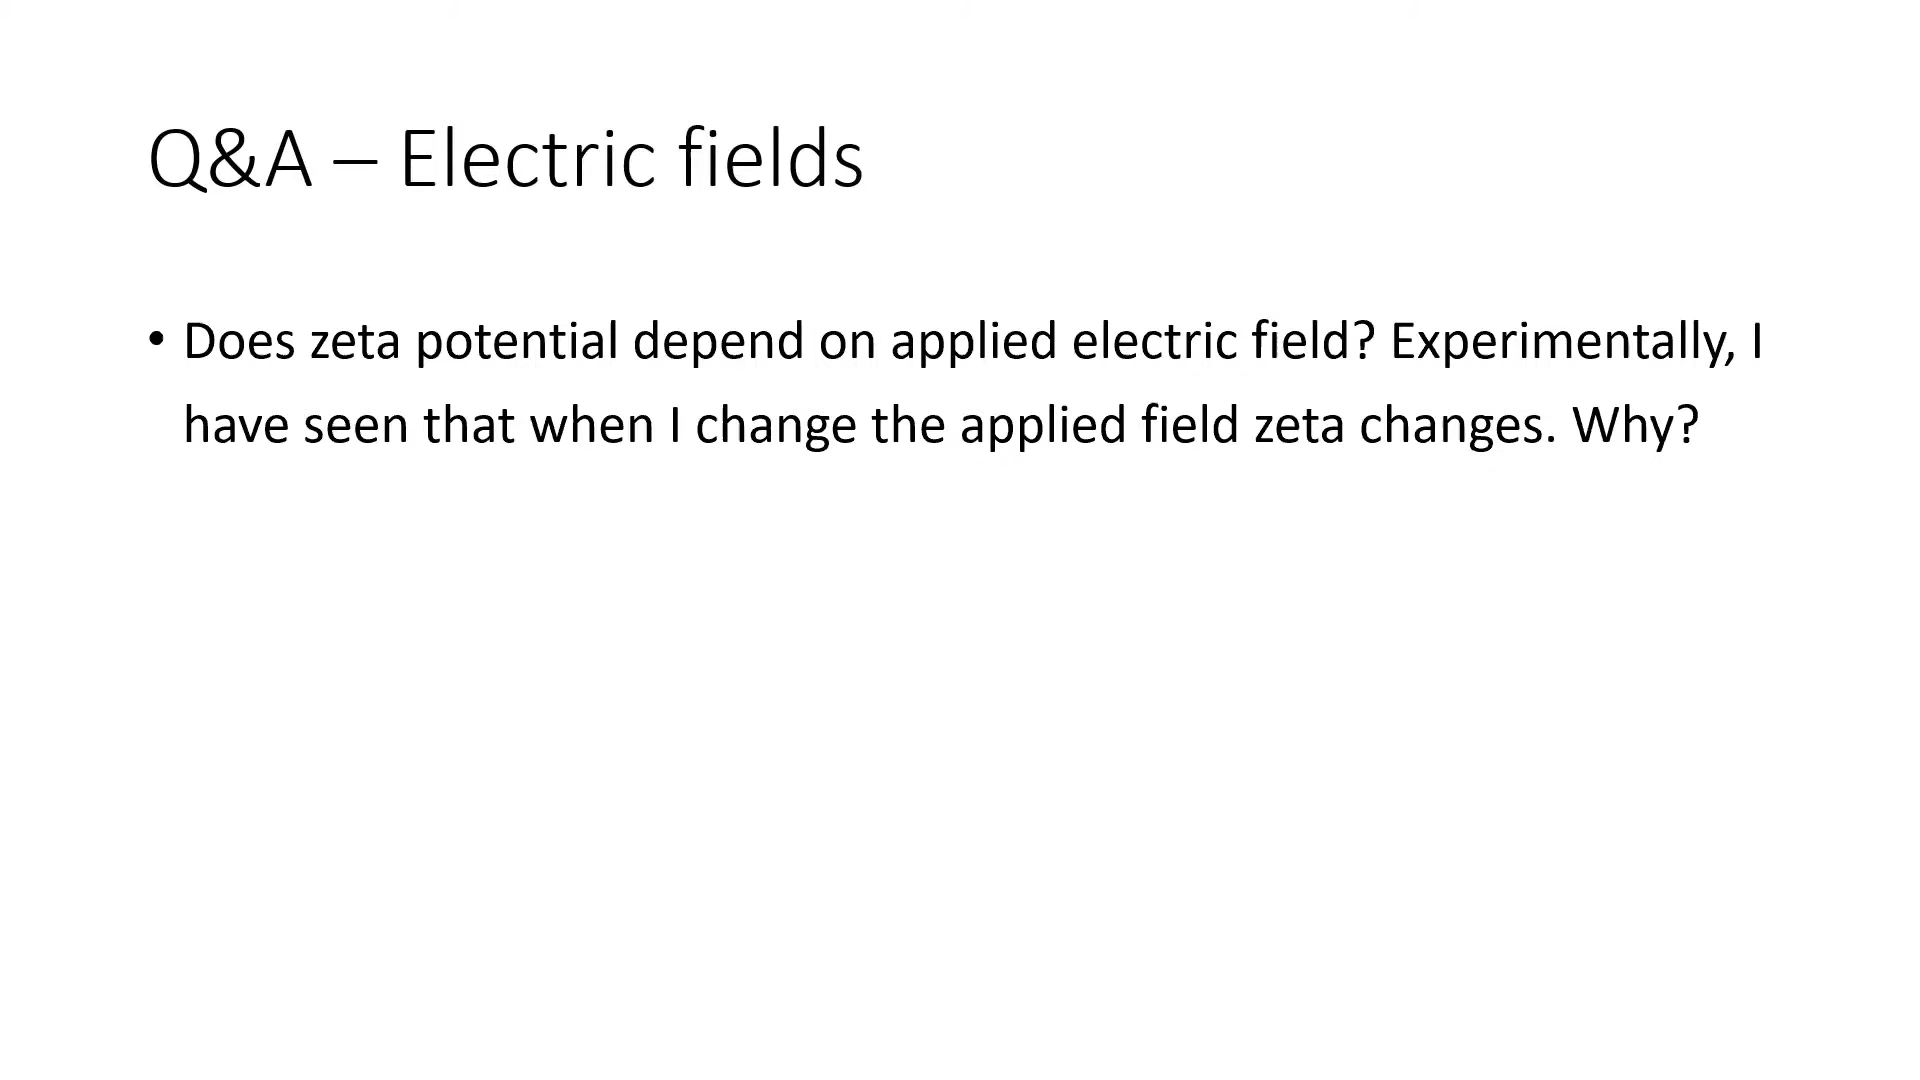 Q&A – Electric fields
• Does zeta potential depend on applied electric field? Experimentally, I
have seen that when I change the applied field zeta changes. Why?